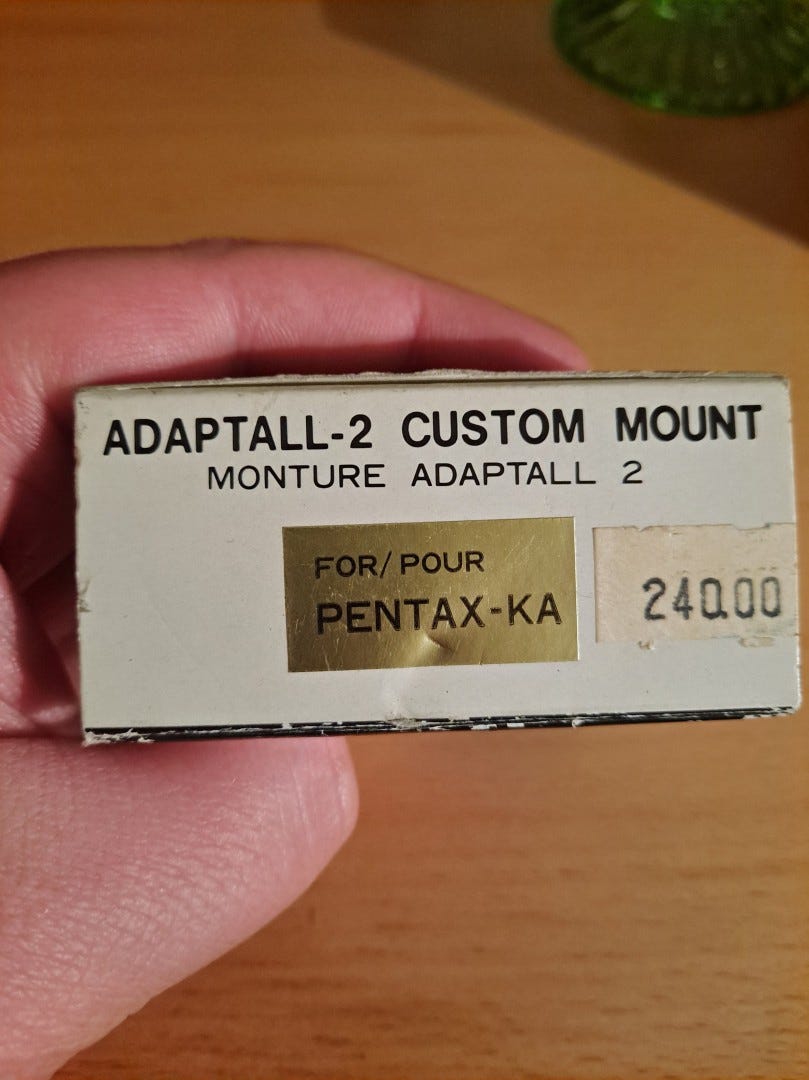 ADAPTALL-2 CUSTOM MOUNT
MONTURE ADAPTALL 2
FOR/POUR
PENTAX-KA
240.00